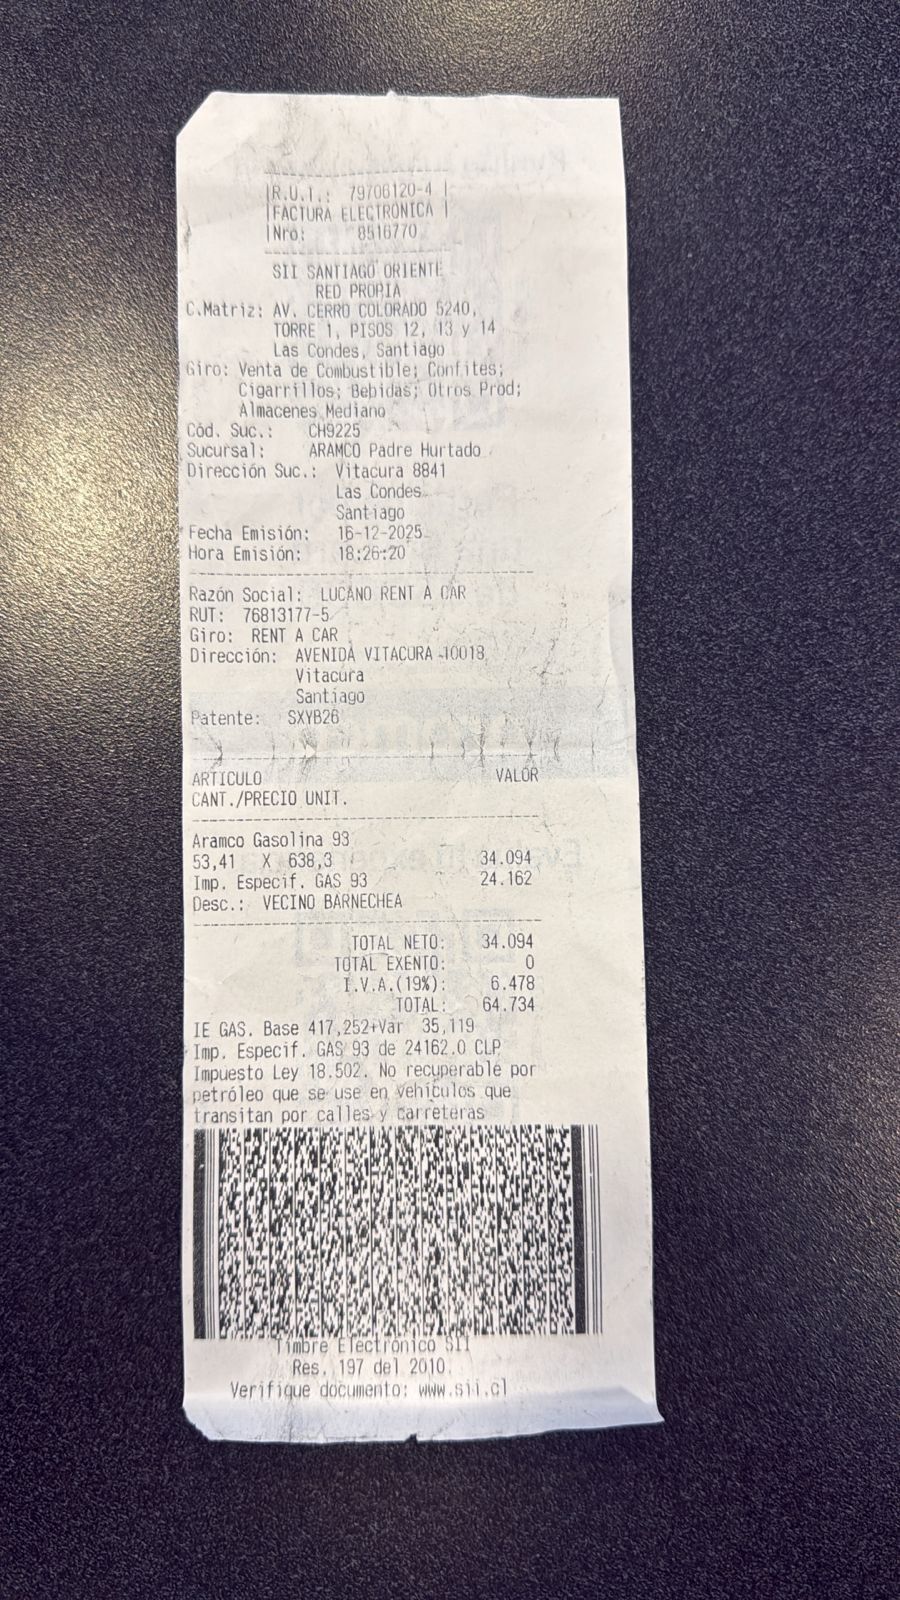 R.U.T.: 79706120-4
FACTURA ELECTRONICA
Nro: 8516770
SII SANTIAGO ORIENTE
RED PROPIA
C.Matriz: AV. CERRO COLORADO 5240,
TORRE 1, PISOS 12, 13 y 14
Las Condes, Santiago
Giro: Venta de Combustible; Confites;
Cigarrillos; Bebidas; Otros Prod;
Almacenes Mediano
Cód. Suc.: CH9225
Sucursal: ARAMCO Padre Hurtado
Dirección Suc.: Vitacura 8841
Las Condes
Santiago
Fecha Emisión: 16-12-2025
Hora Emisión: 18:26:20
Razón Social: LUCANO RENT A CAR
RUT: 76813177-5
Giro: RENT A CAR
Dirección: AVENIDA VITACURA 10018
Vitacura
Santiago
Patente: SXYB26
ARTICULO VALOR
CANT./PRECIO UNIT.
Aramco Gasolina 93
53,41 X 638,3 34.094
Imp. Especif. GAS 93 24.162
Desc.: VECINO BARNECHEA
TOTAL NETO: 34.094
TOTAL EXENTO: 0
I.V.A.(19%): 6.478
TOTAL: 64.734
IE GAS. Base 417,252+Var 35,119
Imp. Especif. GAS 93 de 24162.0 CLP
Impuesto Ley 18.502. No recuperable por
petróleo que se use en vehículos que
transitan por calles y carreteras
Timbre Electrónico SII
Res. 197 del 2010
Verifique documento: www.sii.cl